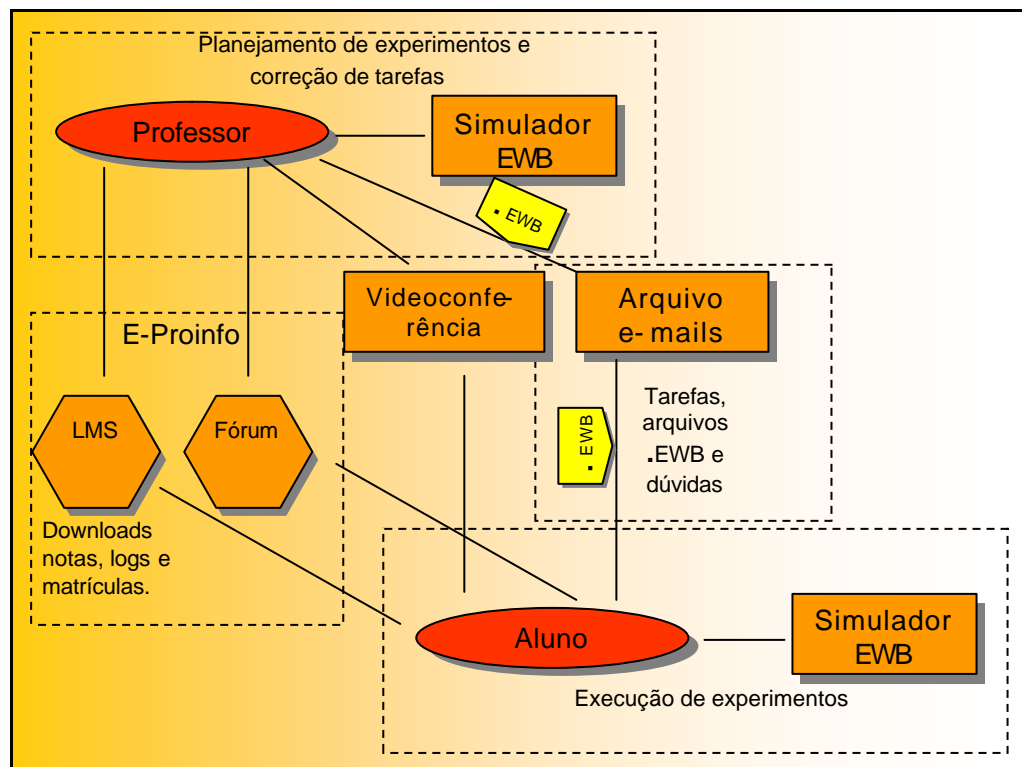 Planejamento de experimentos e
correção de tarefas
Professor
Simulador
EWB
. EWB
Videoconfe-
rência
Arquivo
e- mails
E-Proinfo
LMS
Fórum
. EWB
Tarefas,
arquivos
.EWB e
dúvidas
Downloads
notas, logs e
matrículas.
Aluno
Simulador
EWB
Execução de experimentos